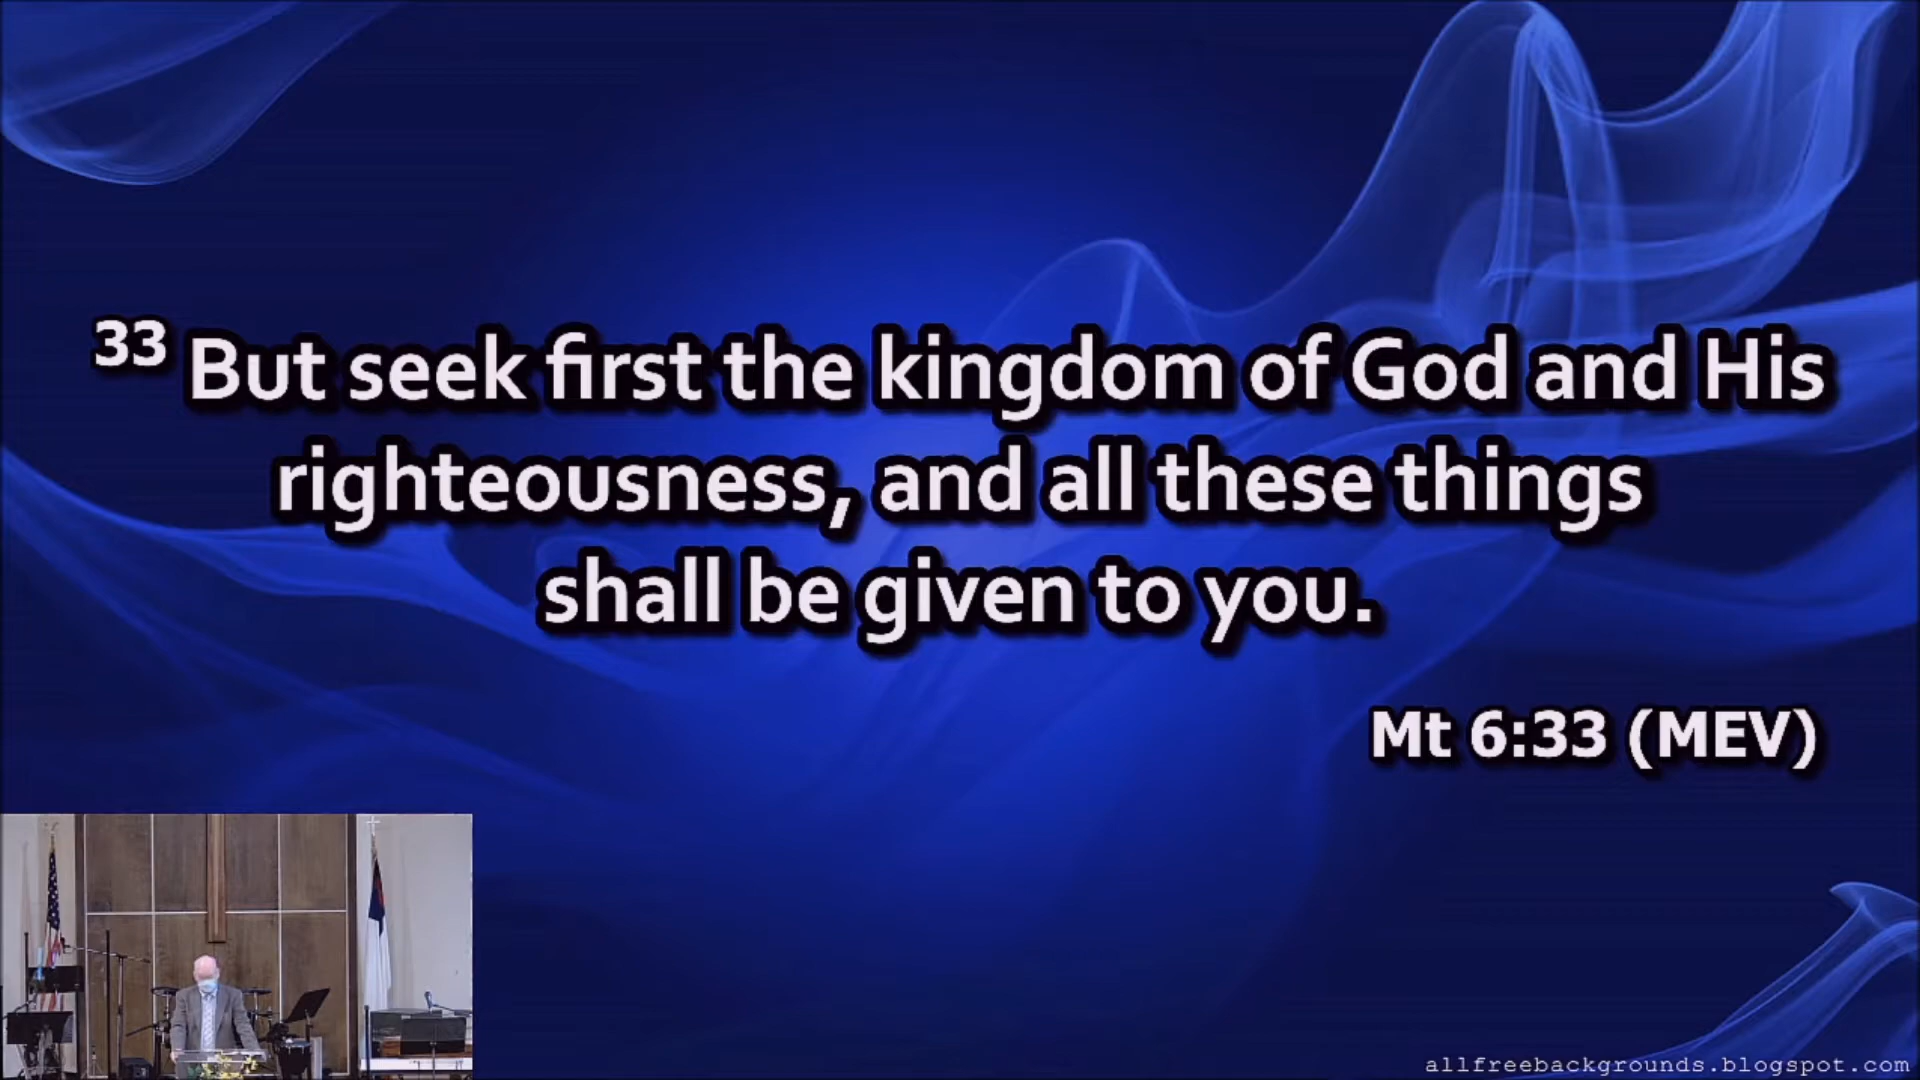 33 But seek first the kingdom of God and His
righteousness, and all these things
shall be given to you.
Mt 6:33 (MEV)
allfreebackgrounds.blogspot.com